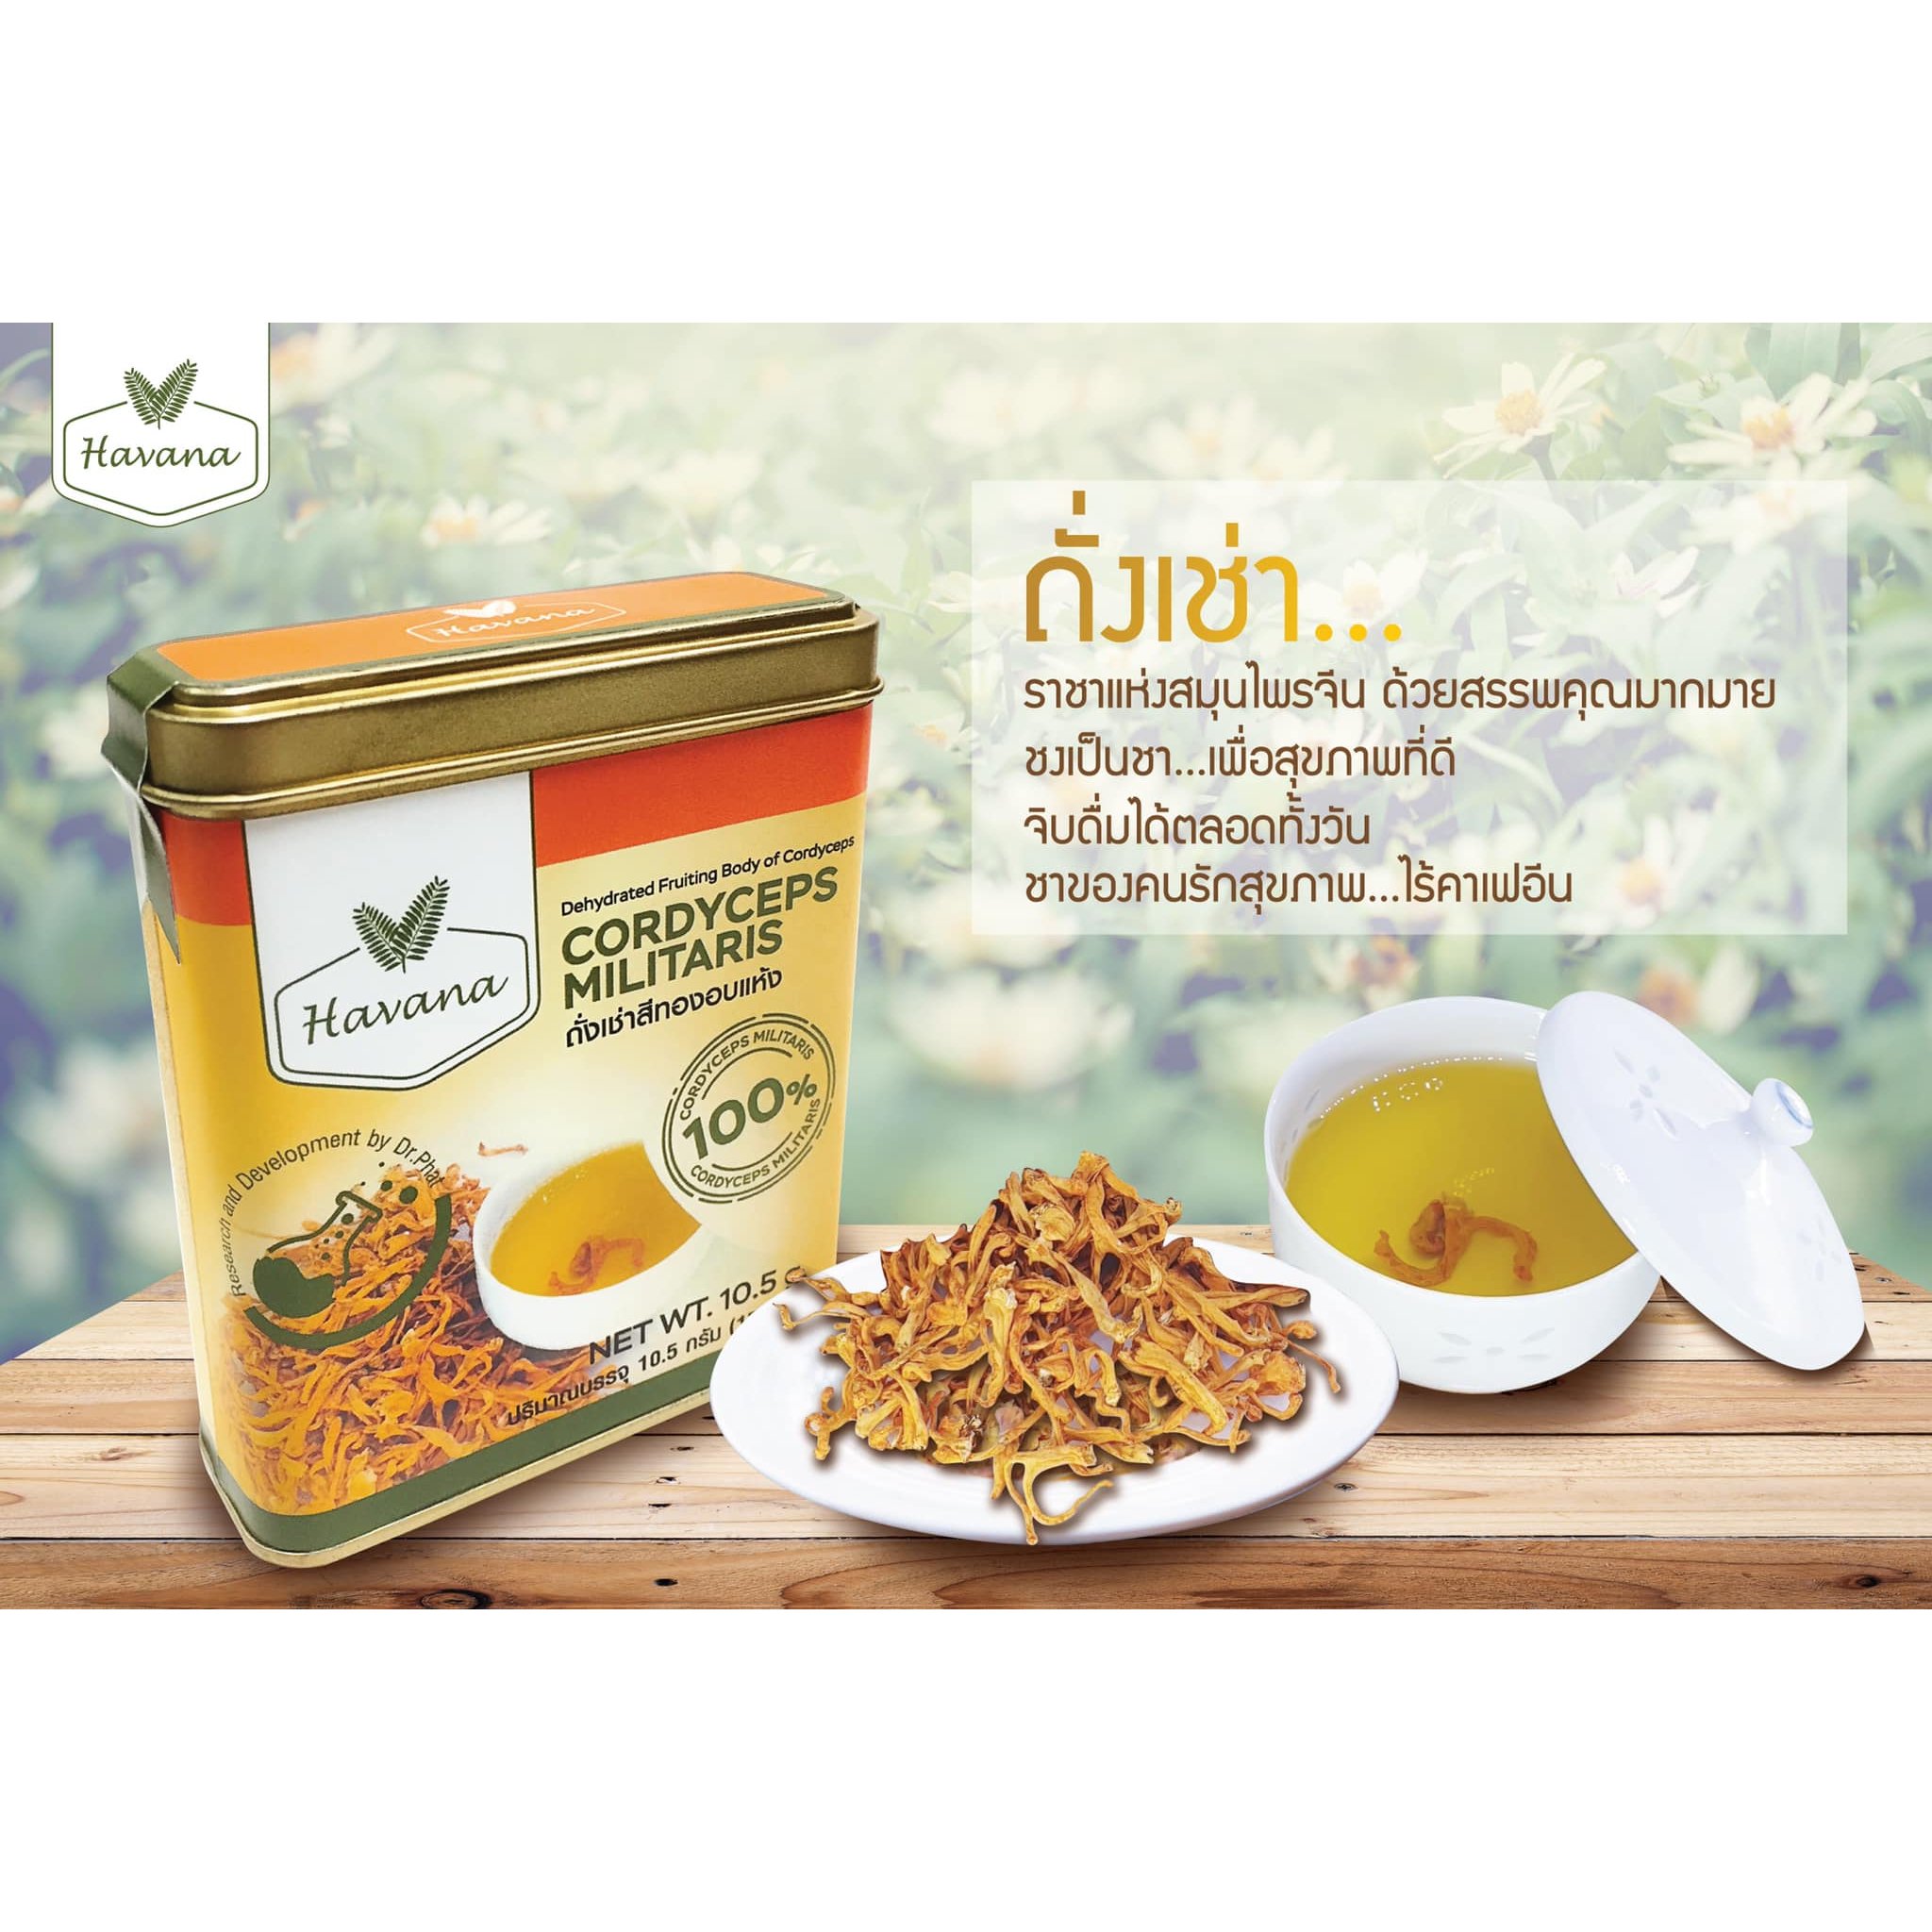 Havana
ถั่งเช่า...
ราชาแห่งสมุนไพรจีน ด้วยสรรพคุณมากมาย
ชงเป็นชา...เพื่อสุขภาพที่ดี
จิบดื่มได้ตลอดทั้งวัน
ชาของคนรักสุขภาพ...ไร้คาเฟอีน
Havana
Havana
Dehydrated Fruiting Body of Cordyceps
CORDYCEPS
MILITARIS
ถั่งเช่าสีทองอบแห้ง
CORDYCEPS MILITARIS
100%
CORDYCEPS MILITARIS
Research and Development by Dr.Phat
NET WT. 10.5
ปริมาณบรรจุ 10.5 กรัม